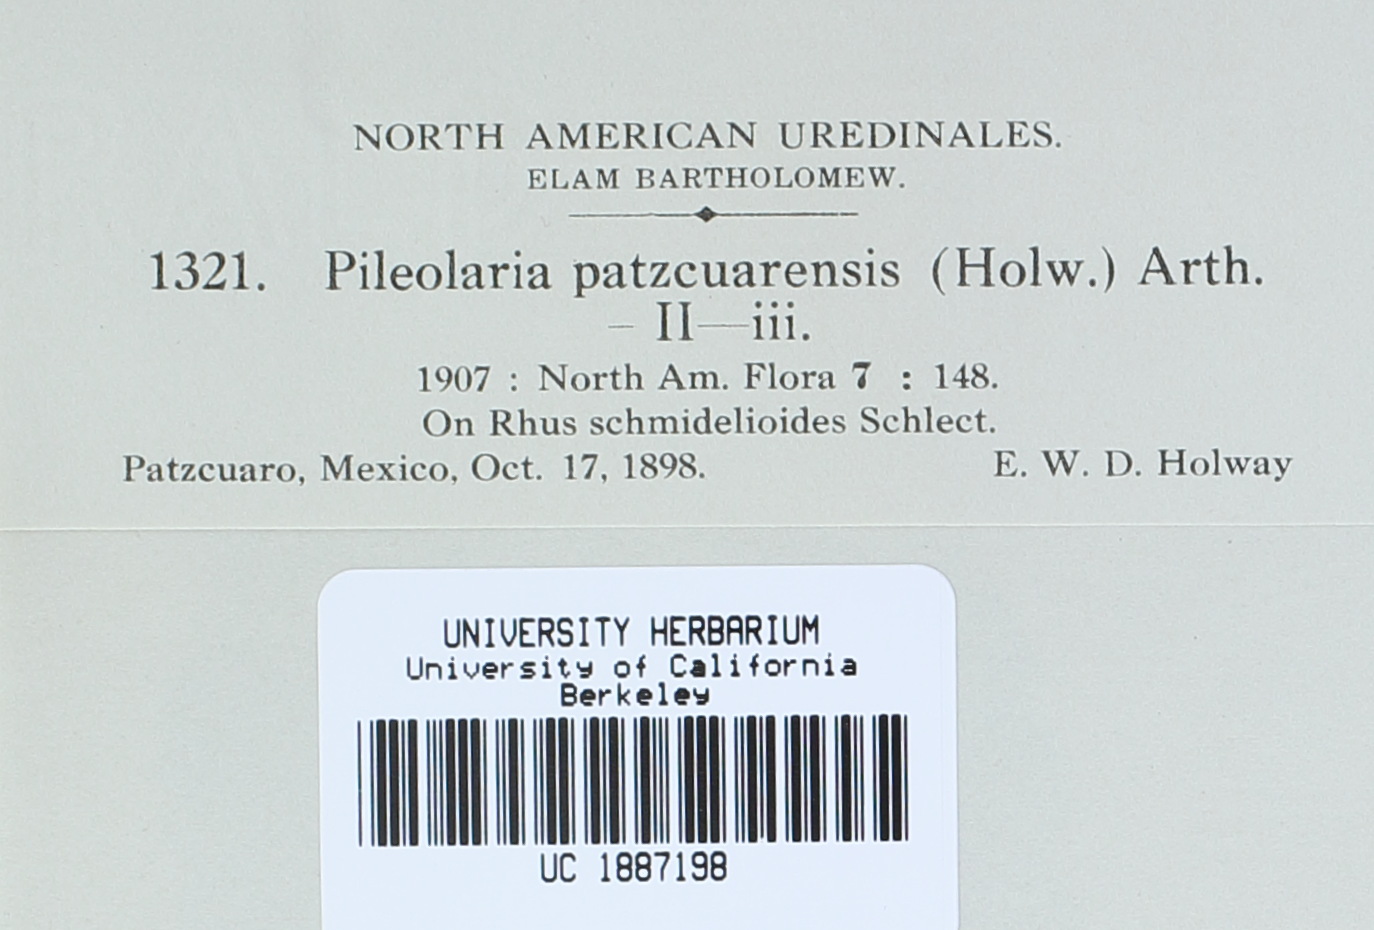 NORTH AMERICAN UREDINALES.
ELAM BARTHOLOMEW.
1321. Pileolaria patzcuarensis (Holw.) Arth.
– II—iii.
1907 : North Am. Flora 7 : 148.
On Rhus schmidelioides Schlect.
Patzcuaro, Mexico, Oct. 17, 1898. E. W. D. Holway
UNIVERSITY HERBARIUM
University of California
Berkeley
UC 1887198